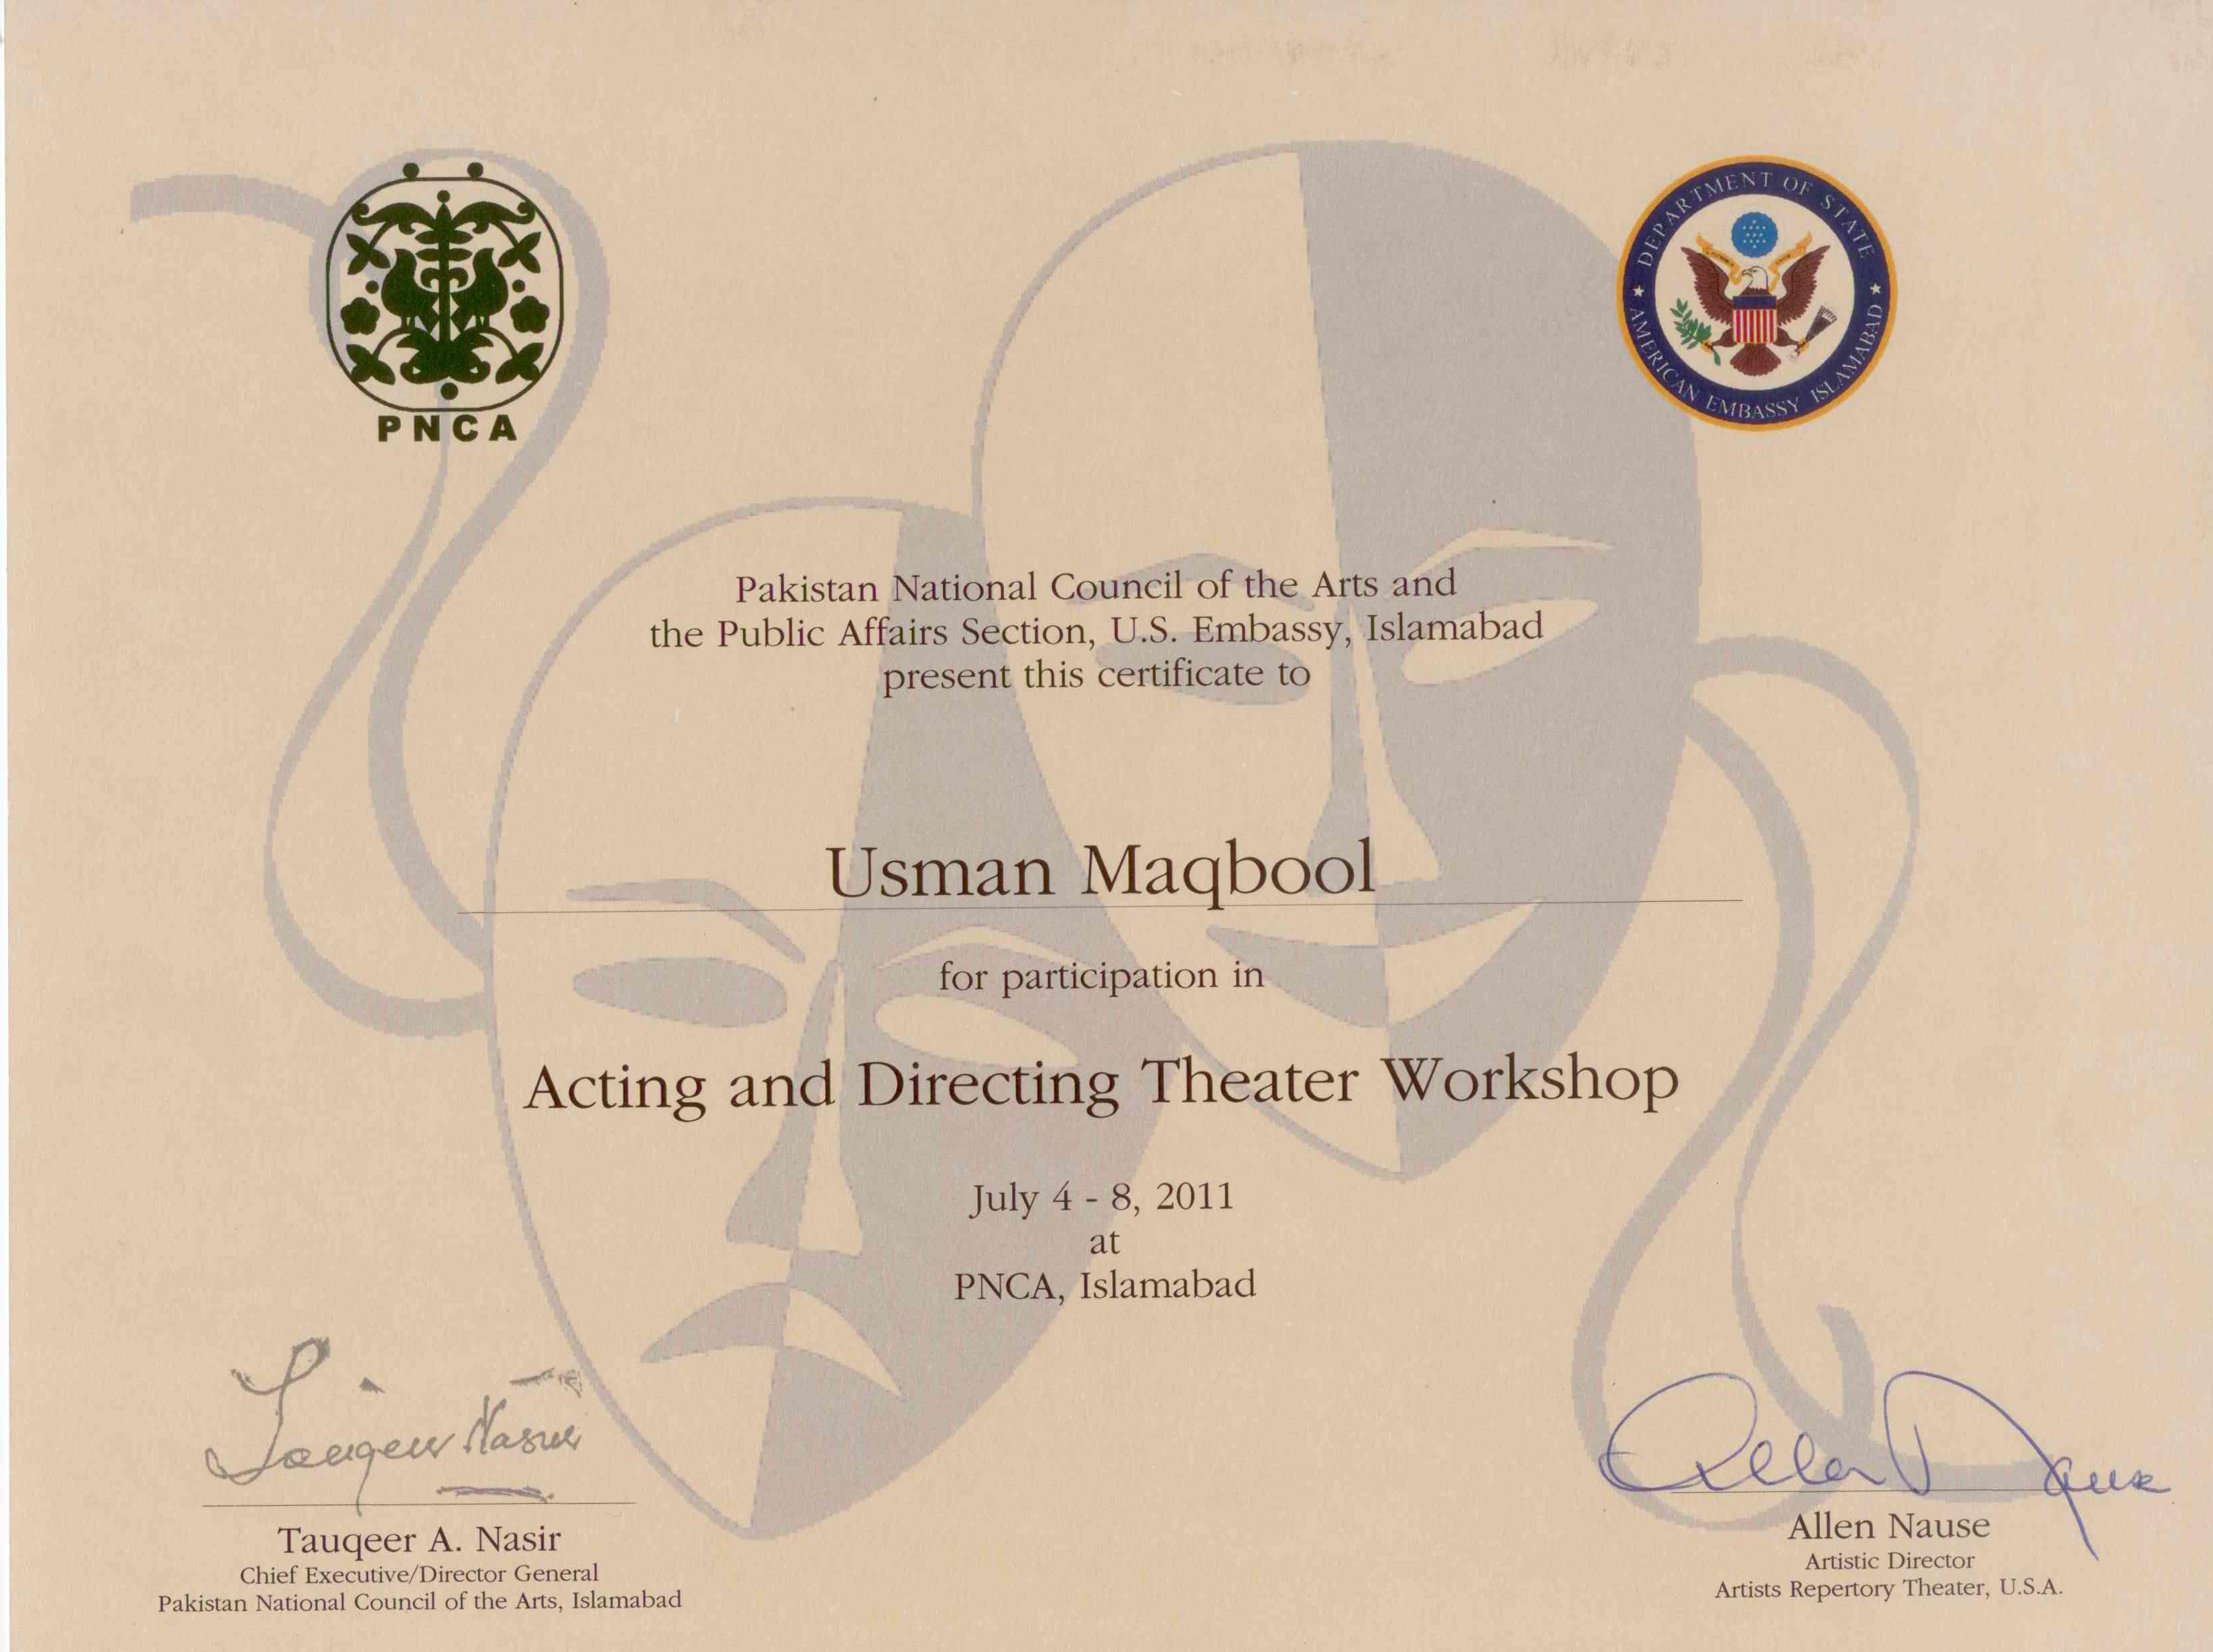 PNCA
DEPARTMENT OF STATE
AMERICAN EMBASSY ISLAMABAD
Pakistan National Council of the Arts and
the Public Affairs Section, U.S. Embassy, Islamabad
present this certificate to
Usman Maqbool
for participation in
Acting and Directing Theater Workshop
July 4 - 8, 2011
at
PNCA, Islamabad
Tauqeer Nasir
Tauqeer A. Nasir
Chief Executive/Director General
Pakistan National Council of the Arts, Islamabad
Allen Nause
Allen Nause
Artistic Director
Artists Repertory Theater, U.S.A.